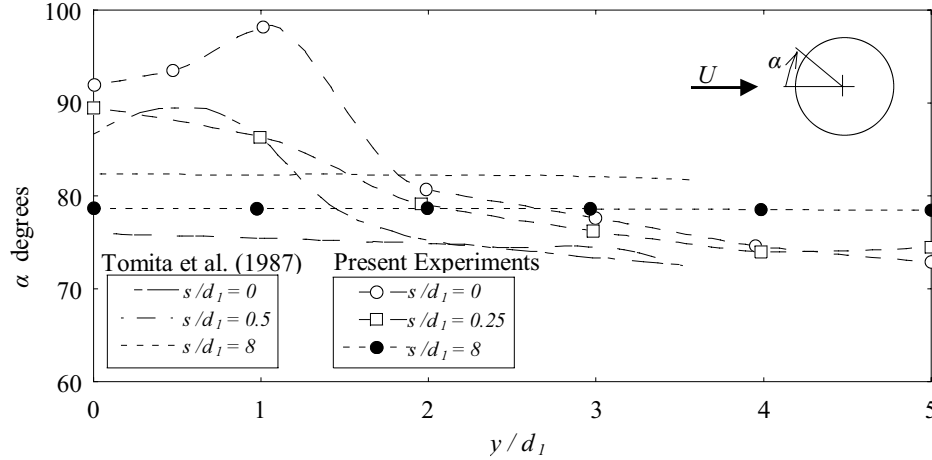 100
90
80
70
60
α degrees
U
α
Tomita et al. (1987)
s/d1 = 0
s/d1 = 0.5
s/d1 = 8
Present Experiments
s/d1 = 0
s/d1 = 0.25
s/d1 = 8
0 1 2 3 4 5
y / d1